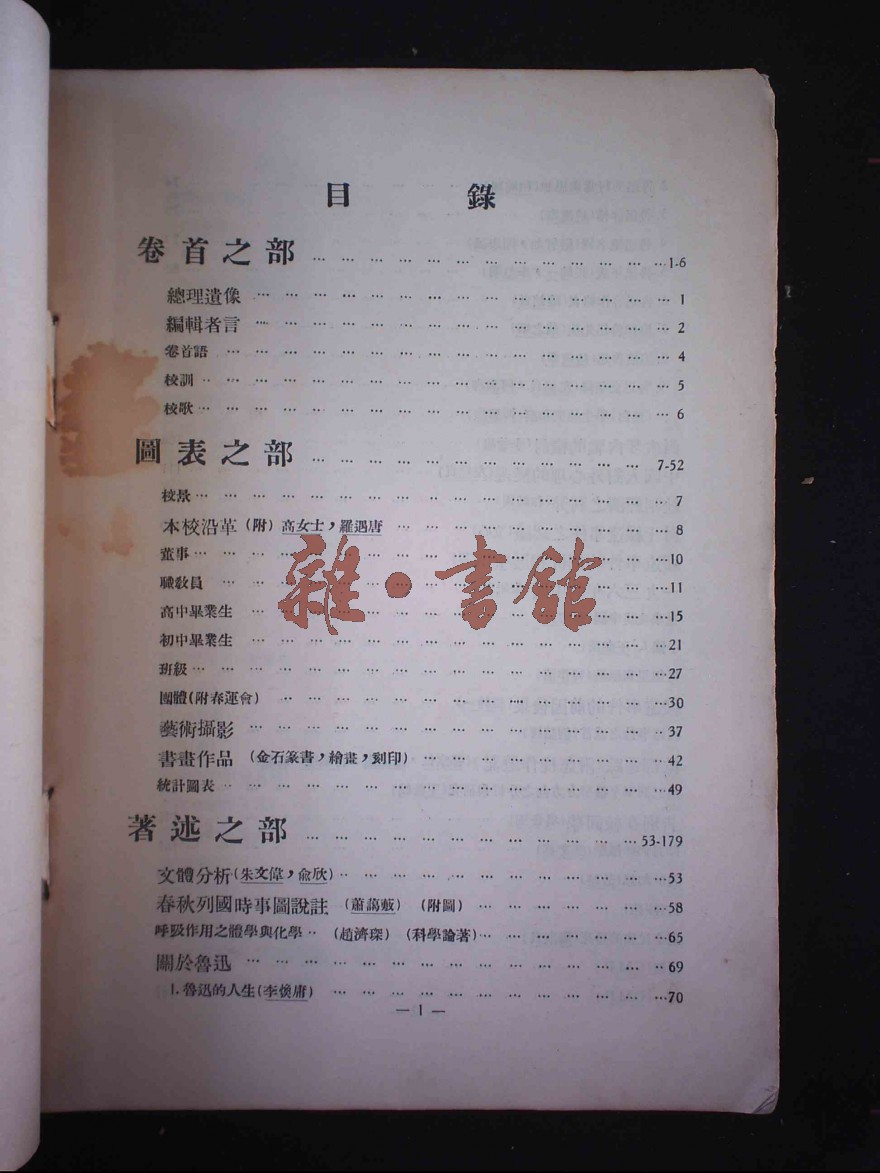 目 錄
卷首之部 … 1-6
總理遺像 … 1
編輯者言 … 2
卷首語 … 4
校訓 … 5
校歌 … 6
圖表之部 … 7-52
校景 … 7
本校沿革 (附) 高女士,羅遇唐 … 8
董事 … 10
職教員 … 11
高中畢業生 … 15
初中畢業生 … 21
班級 … 27
團體(附春運會) … 30
藝術攝影 … 37
書畫作品 (金石篆書,繪畫,刻印) … 42
統計圖表 … 49
著述之部 … 53-179
文體分析(朱文偉,俞欣) … 53
春秋列國時事圖說註 (蕭藹薂) (附圖) … 58
呼吸作用之體學與化學 (趙濟琛) (科學論著) … 65
關於魯迅 … 69
1. 魯迅的人生(李煥庸) … 70
— 1 —
雜·書館